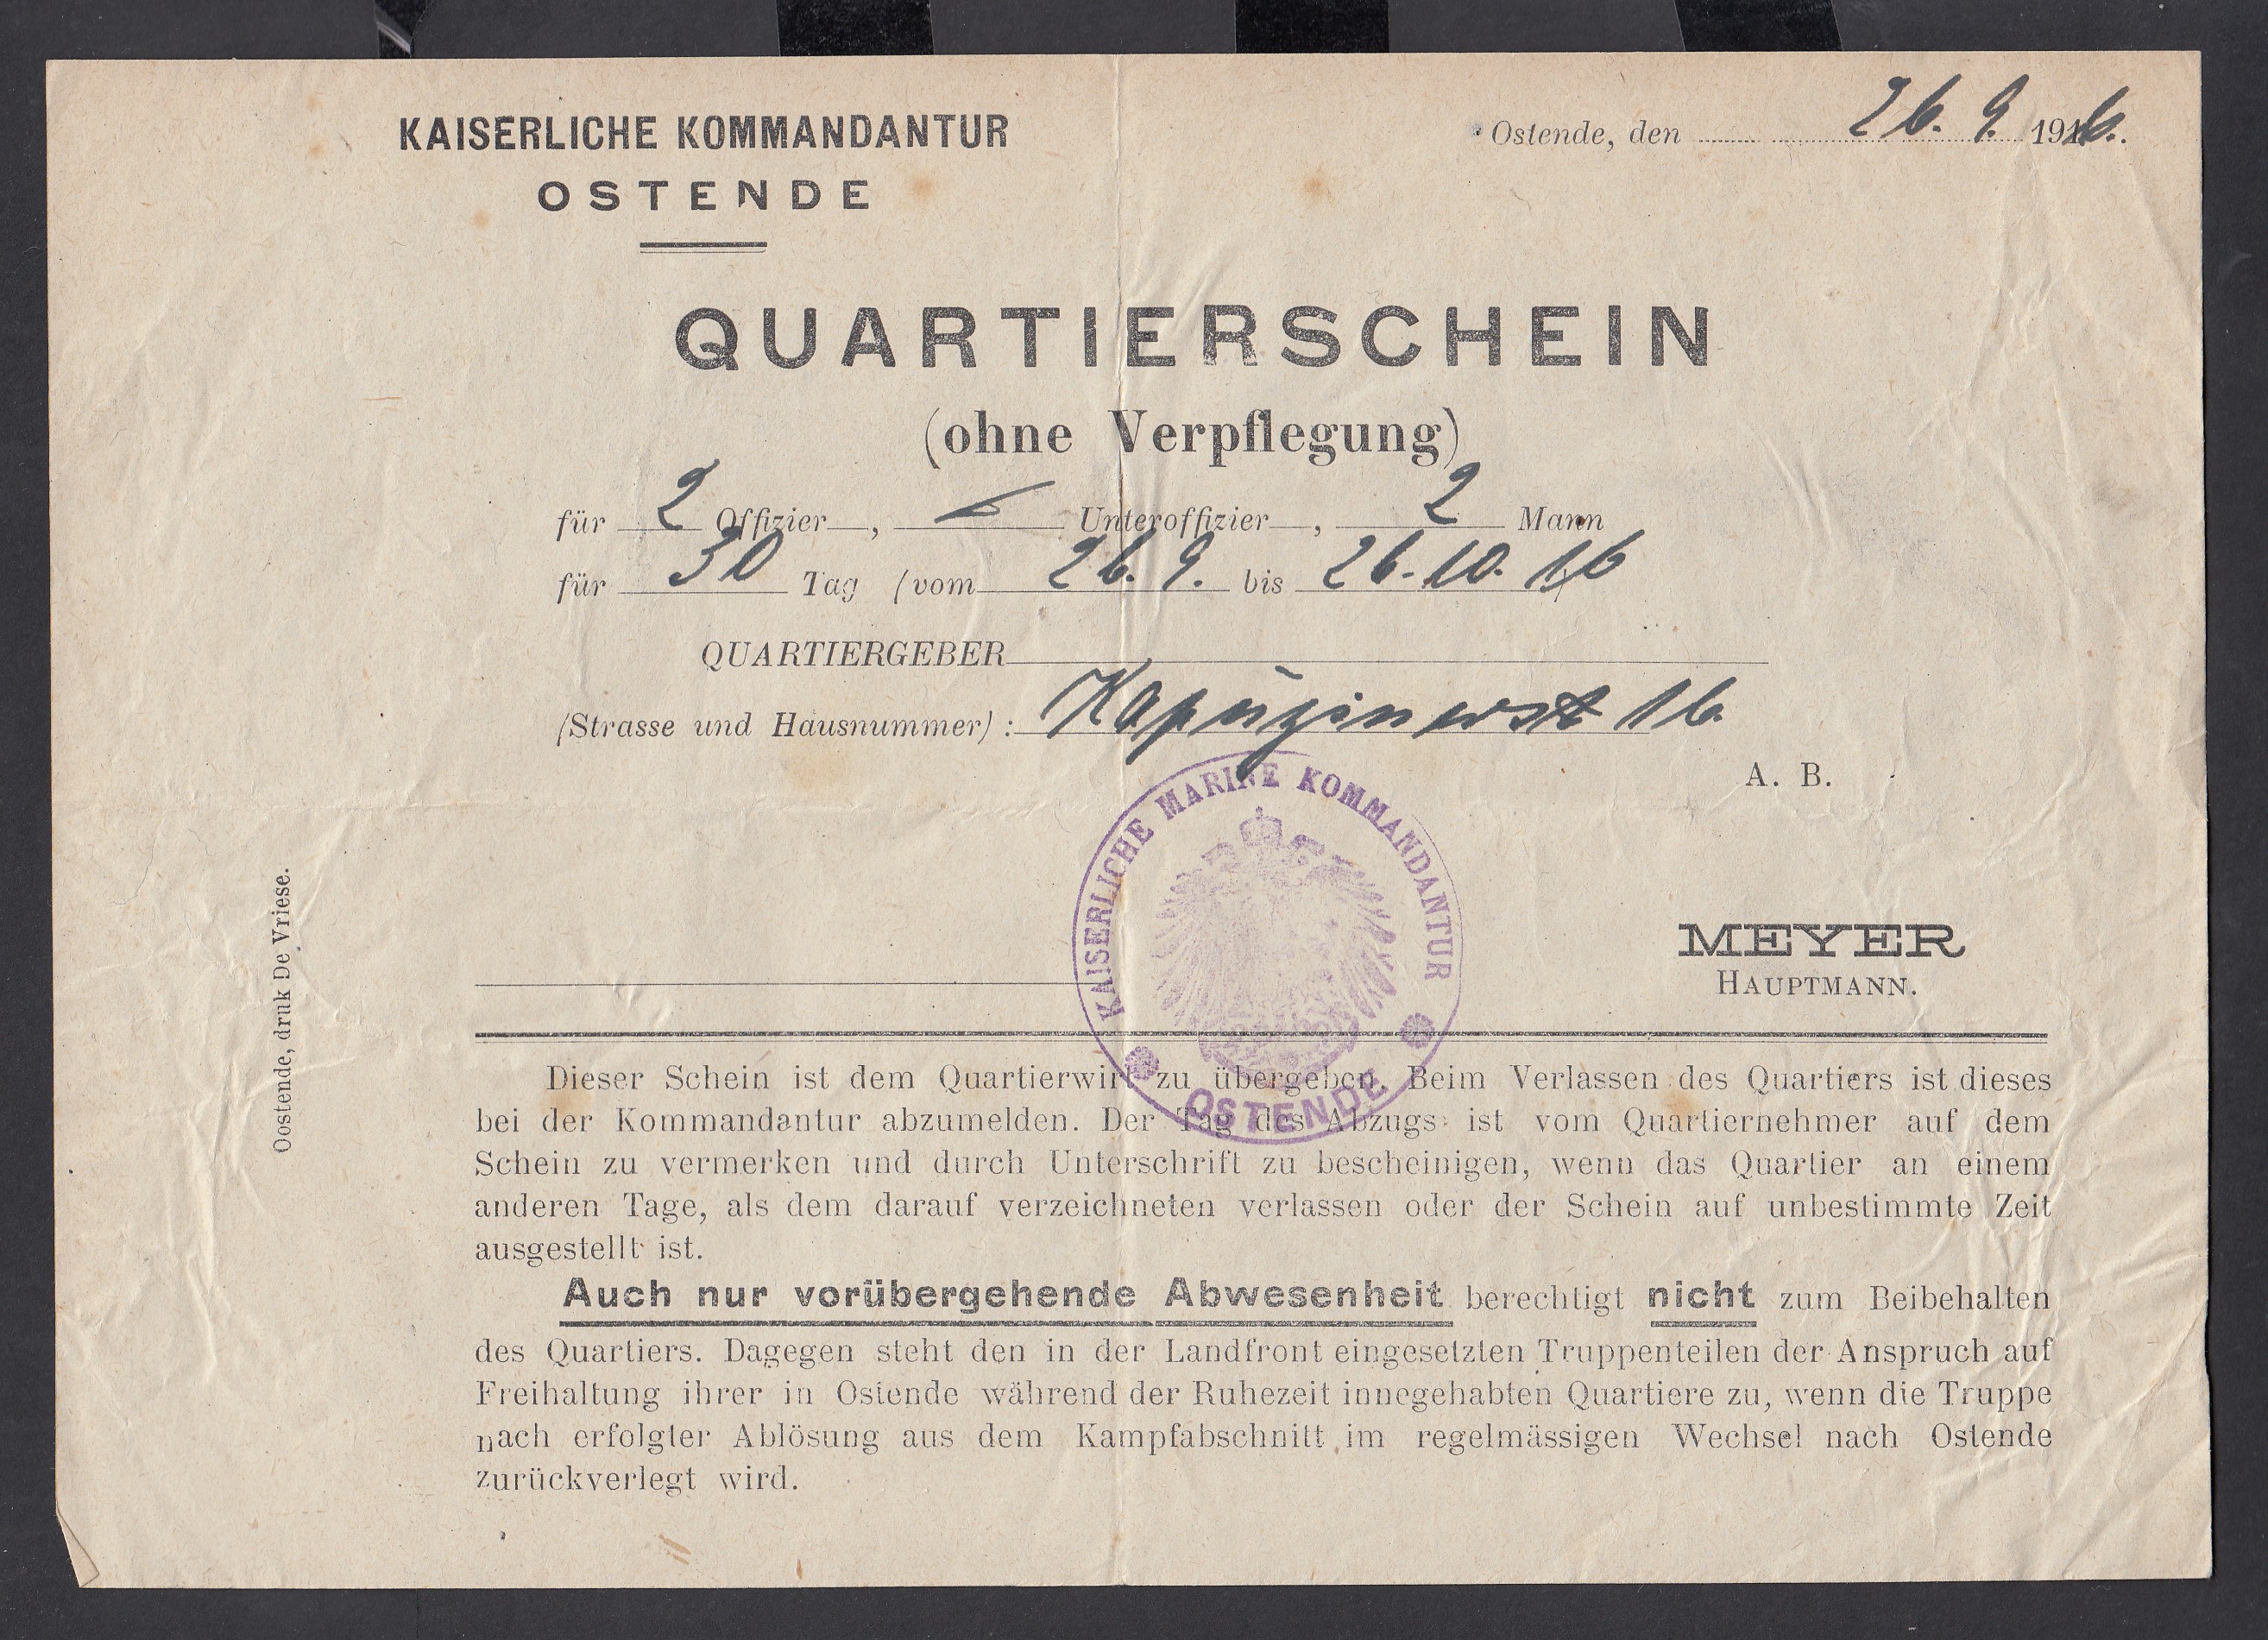 KAISERLICHE KOMMANDANTUR
OSTENDE
Ostende, den 26. 9. 1916.
QUARTIERSCHEIN
(ohne Verpflegung)
für 2 Offizier , — Unteroffizier , 2 Mann
für 30 Tag (vom 26. 9. bis 26. 10. 16
QUARTIERGEBER
(Strasse und Hausnummer) : Kapuzinerst 16.
A. B.
KAISERLICHE MARINE KOMMANDANTUR
OSTENDE
MEYER
HAUPTMANN.
Oostende, druk De Vriese.
Dieser Schein ist dem Quartierwirt zu übergeben. Beim Verlassen des Quartiers ist dieses
bei der Kommandantur abzumelden. Der Tag des Abzugs ist vom Quartiernehmer auf dem
Schein zu vermerken und durch Unterschrift zu bescheinigen, wenn das Quartier an einem
anderen Tage, als dem darauf verzeichneten verlassen oder der Schein auf unbestimmte Zeit
ausgestellt ist.
Auch nur vorübergehende Abwesenheit berechtigt nicht zum Beibehalten
des Quartiers. Dagegen steht den in der Landfront eingesetzten Truppenteilen der Anspruch auf
Freihaltung ihrer in Ostende während der Ruhezeit innegehabten Quartiere zu, wenn die Truppe
nach erfolgter Ablösung aus dem Kampfabschnitt im regelmässigen Wechsel nach Ostende
zurückverlegt wird.